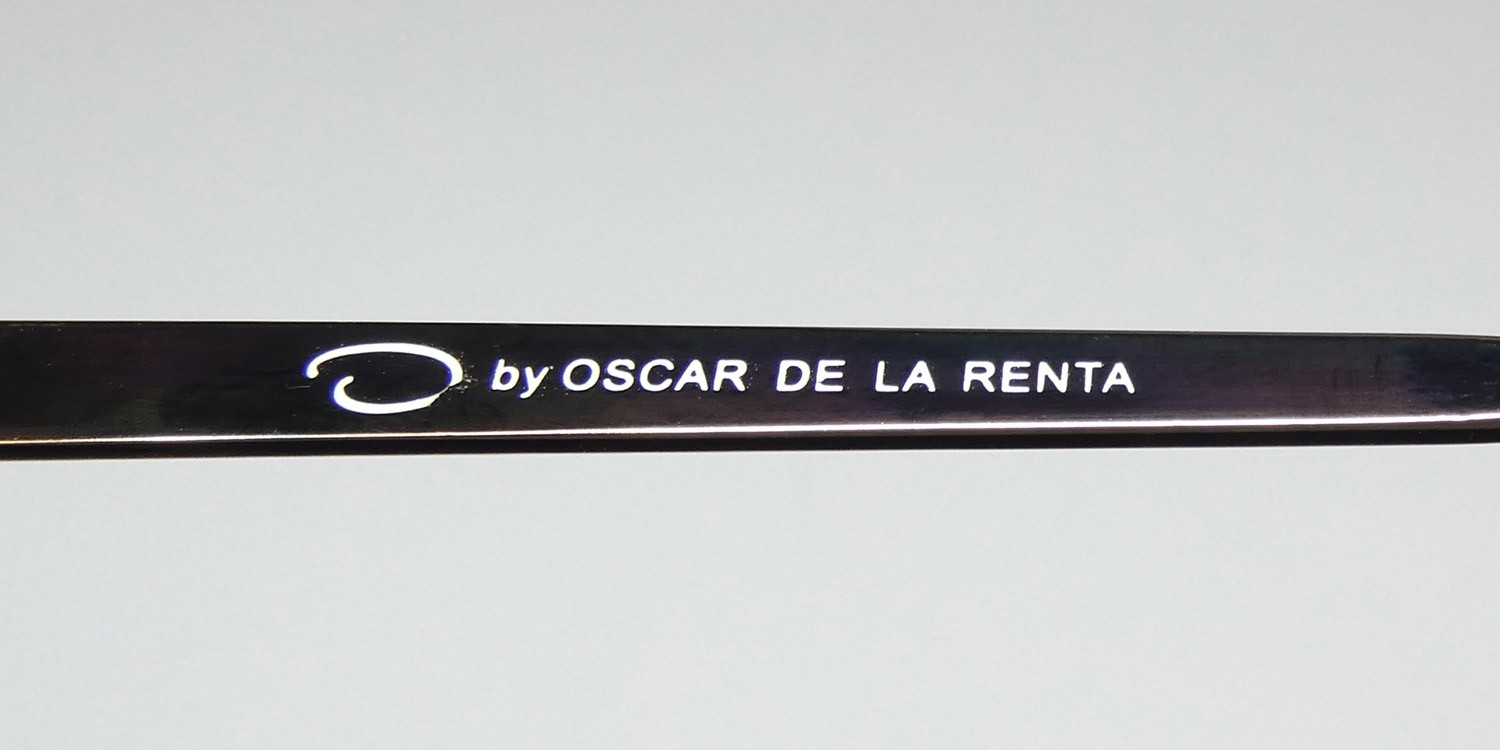 O by OSCAR DE LA RENTA